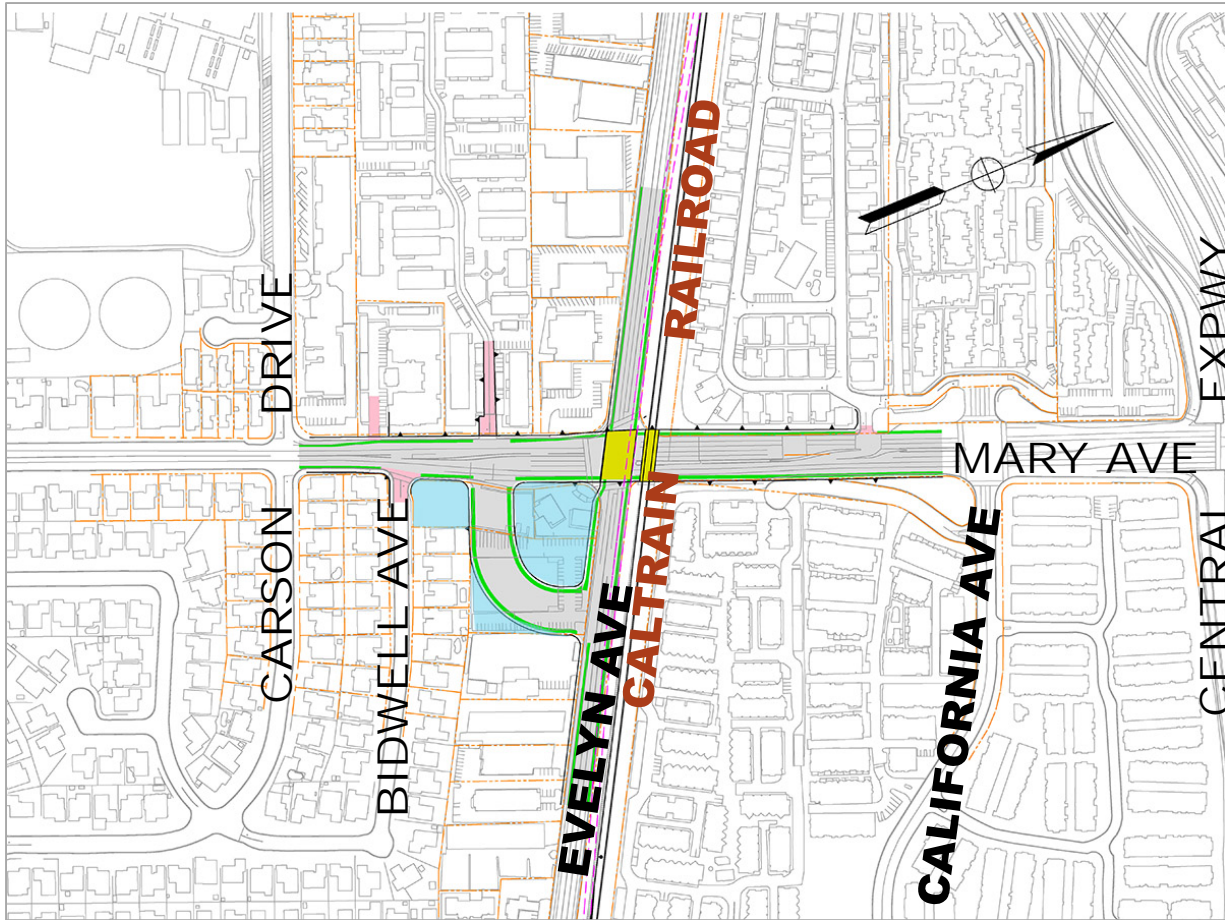 RAILROAD
DRIVE
EXPWY
MARY AVE
CARSON
BIDWELL AVE
CALTRAIN
EVELYN AVE
CALIFORNIA AVE
CENTRAL